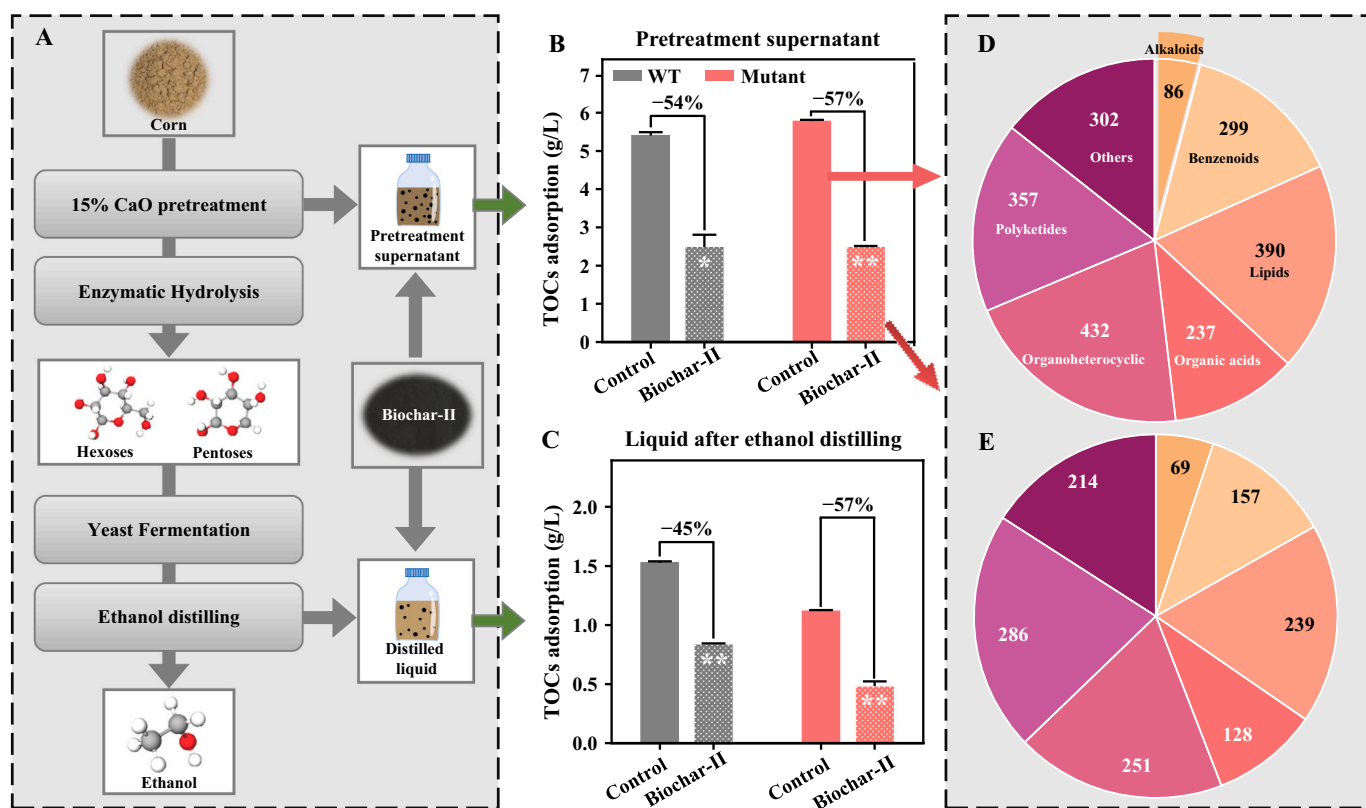 A
Corn
15% CaO pretreatment
Enzymatic Hydrolysis
Hexoses
Pentoses
Yeast Fermentation
Ethanol distilling
Ethanol
Pretreatment
supernatant
Biochar-II
Distilled
liquid
B
Pretreatment supernatant
WT
Mutant
TOCs adsorption (g/L)
7
6
5
4
3
2
1
0
−54%
−57%
*
**
Control
Biochar-II
Control
Biochar-II
C
Liquid after ethanol distilling
TOCs adsorption (g/L)
2.0
1.5
1.0
0.5
0.0
−45%
−57%
**
**
Control
Biochar-II
Control
Biochar-II
D
Alkaloids
86
299
Benzenoids
390
Lipids
237
Organic acids
432
Organoheterocyclic
357
Polyketides
302
Others
E
69
157
239
128
251
286
214